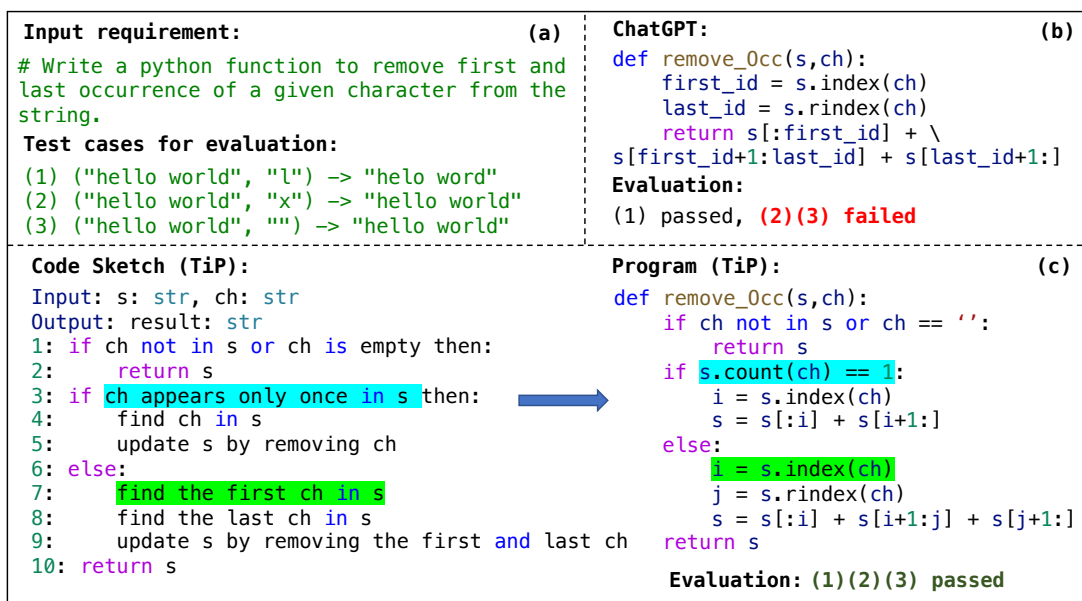 Input requirement:
(a)
# Write a python function to remove first and
last occurrence of a given character from the
string.
Test cases for evaluation:
(1) ("hello world", "l") —> "helo word"
(2) ("hello world", "x") —> "hello world"
(3) ("hello world", "") —> "hello world"
ChatGPT:
(b)
def remove_Occ(s,ch):
first_id = s.index(ch)
last_id = s.rindex(ch)
return s[:first_id] + \
s[first_id+1:last_id] + s[last_id+1:]
Evaluation:
(1) passed, (2)(3) failed
Code Sketch (TiP):
Input: s: str, ch: str
Output: result: str
1: if ch not in s or ch is empty then:
2: return s
3: if ch appears only once in s then:
4: find ch in s
5: update s by removing ch
6: else:
7: find the first ch in s
8: find the last ch in s
9: update s by removing the first and last ch
10: return s
Program (TiP):
(c)
def remove_Occ(s,ch):
if ch not in s or ch == ‘’:
return s
if s.count(ch) == 1:
i = s.index(ch)
s = s[:i] + s[i+1:]
else:
i = s.index(ch)
j = s.rindex(ch)
s = s[:i] + s[i+1:j] + s[j+1:]
return s
Evaluation: (1)(2)(3) passed